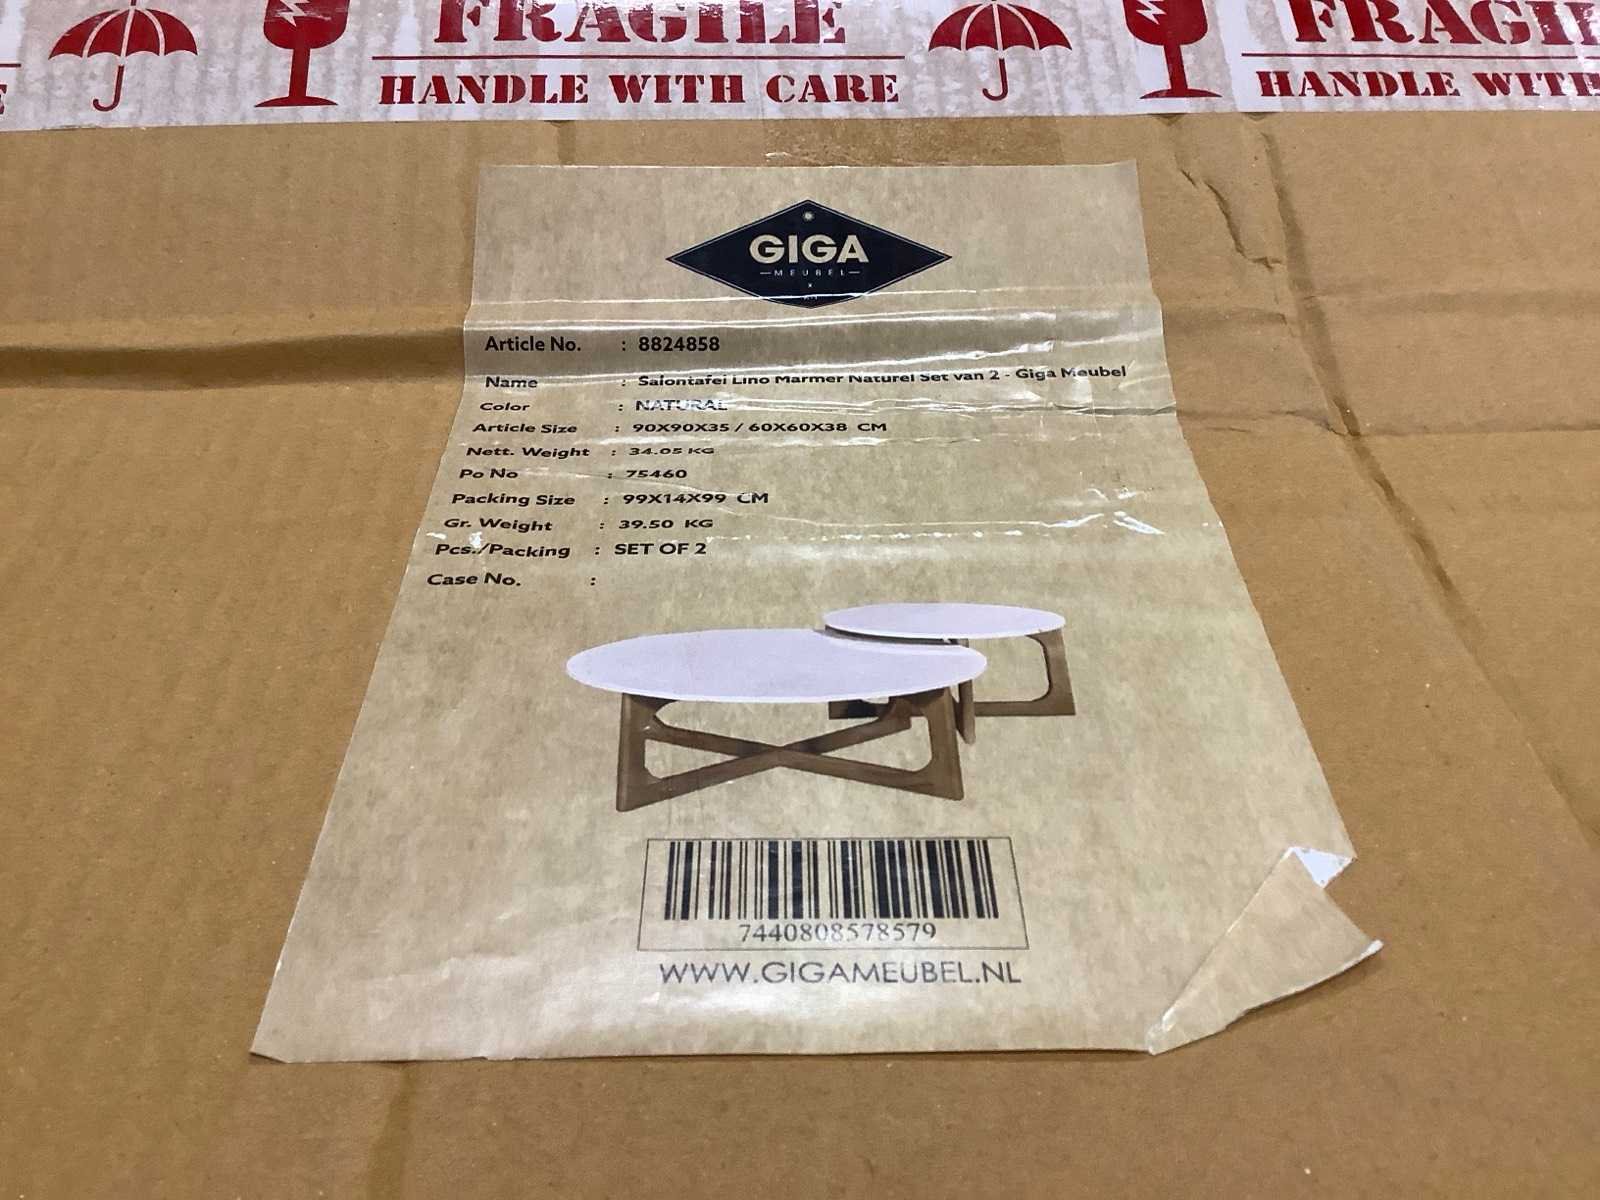 FRAGILE FRAGI
HANDLE WITH CARE HANDLE WITH
GIGA
MEUBEL
Article No. : 8824858
Name : Salontafel Lino Marmer Naturel Set van 2 - Giga Meubel
Color : NATURAL
Article Size : 90X90X35 / 60X60X38 CM
Nett. Weight : 34.05 KG
Po No : 75460
Packing Size : 99X14X99 CM
Gr. Weight : 39.50 KG
Pcs./Packing : SET OF 2
Case No. :
7440808578579
WWW.GIGAMEUBEL.NL